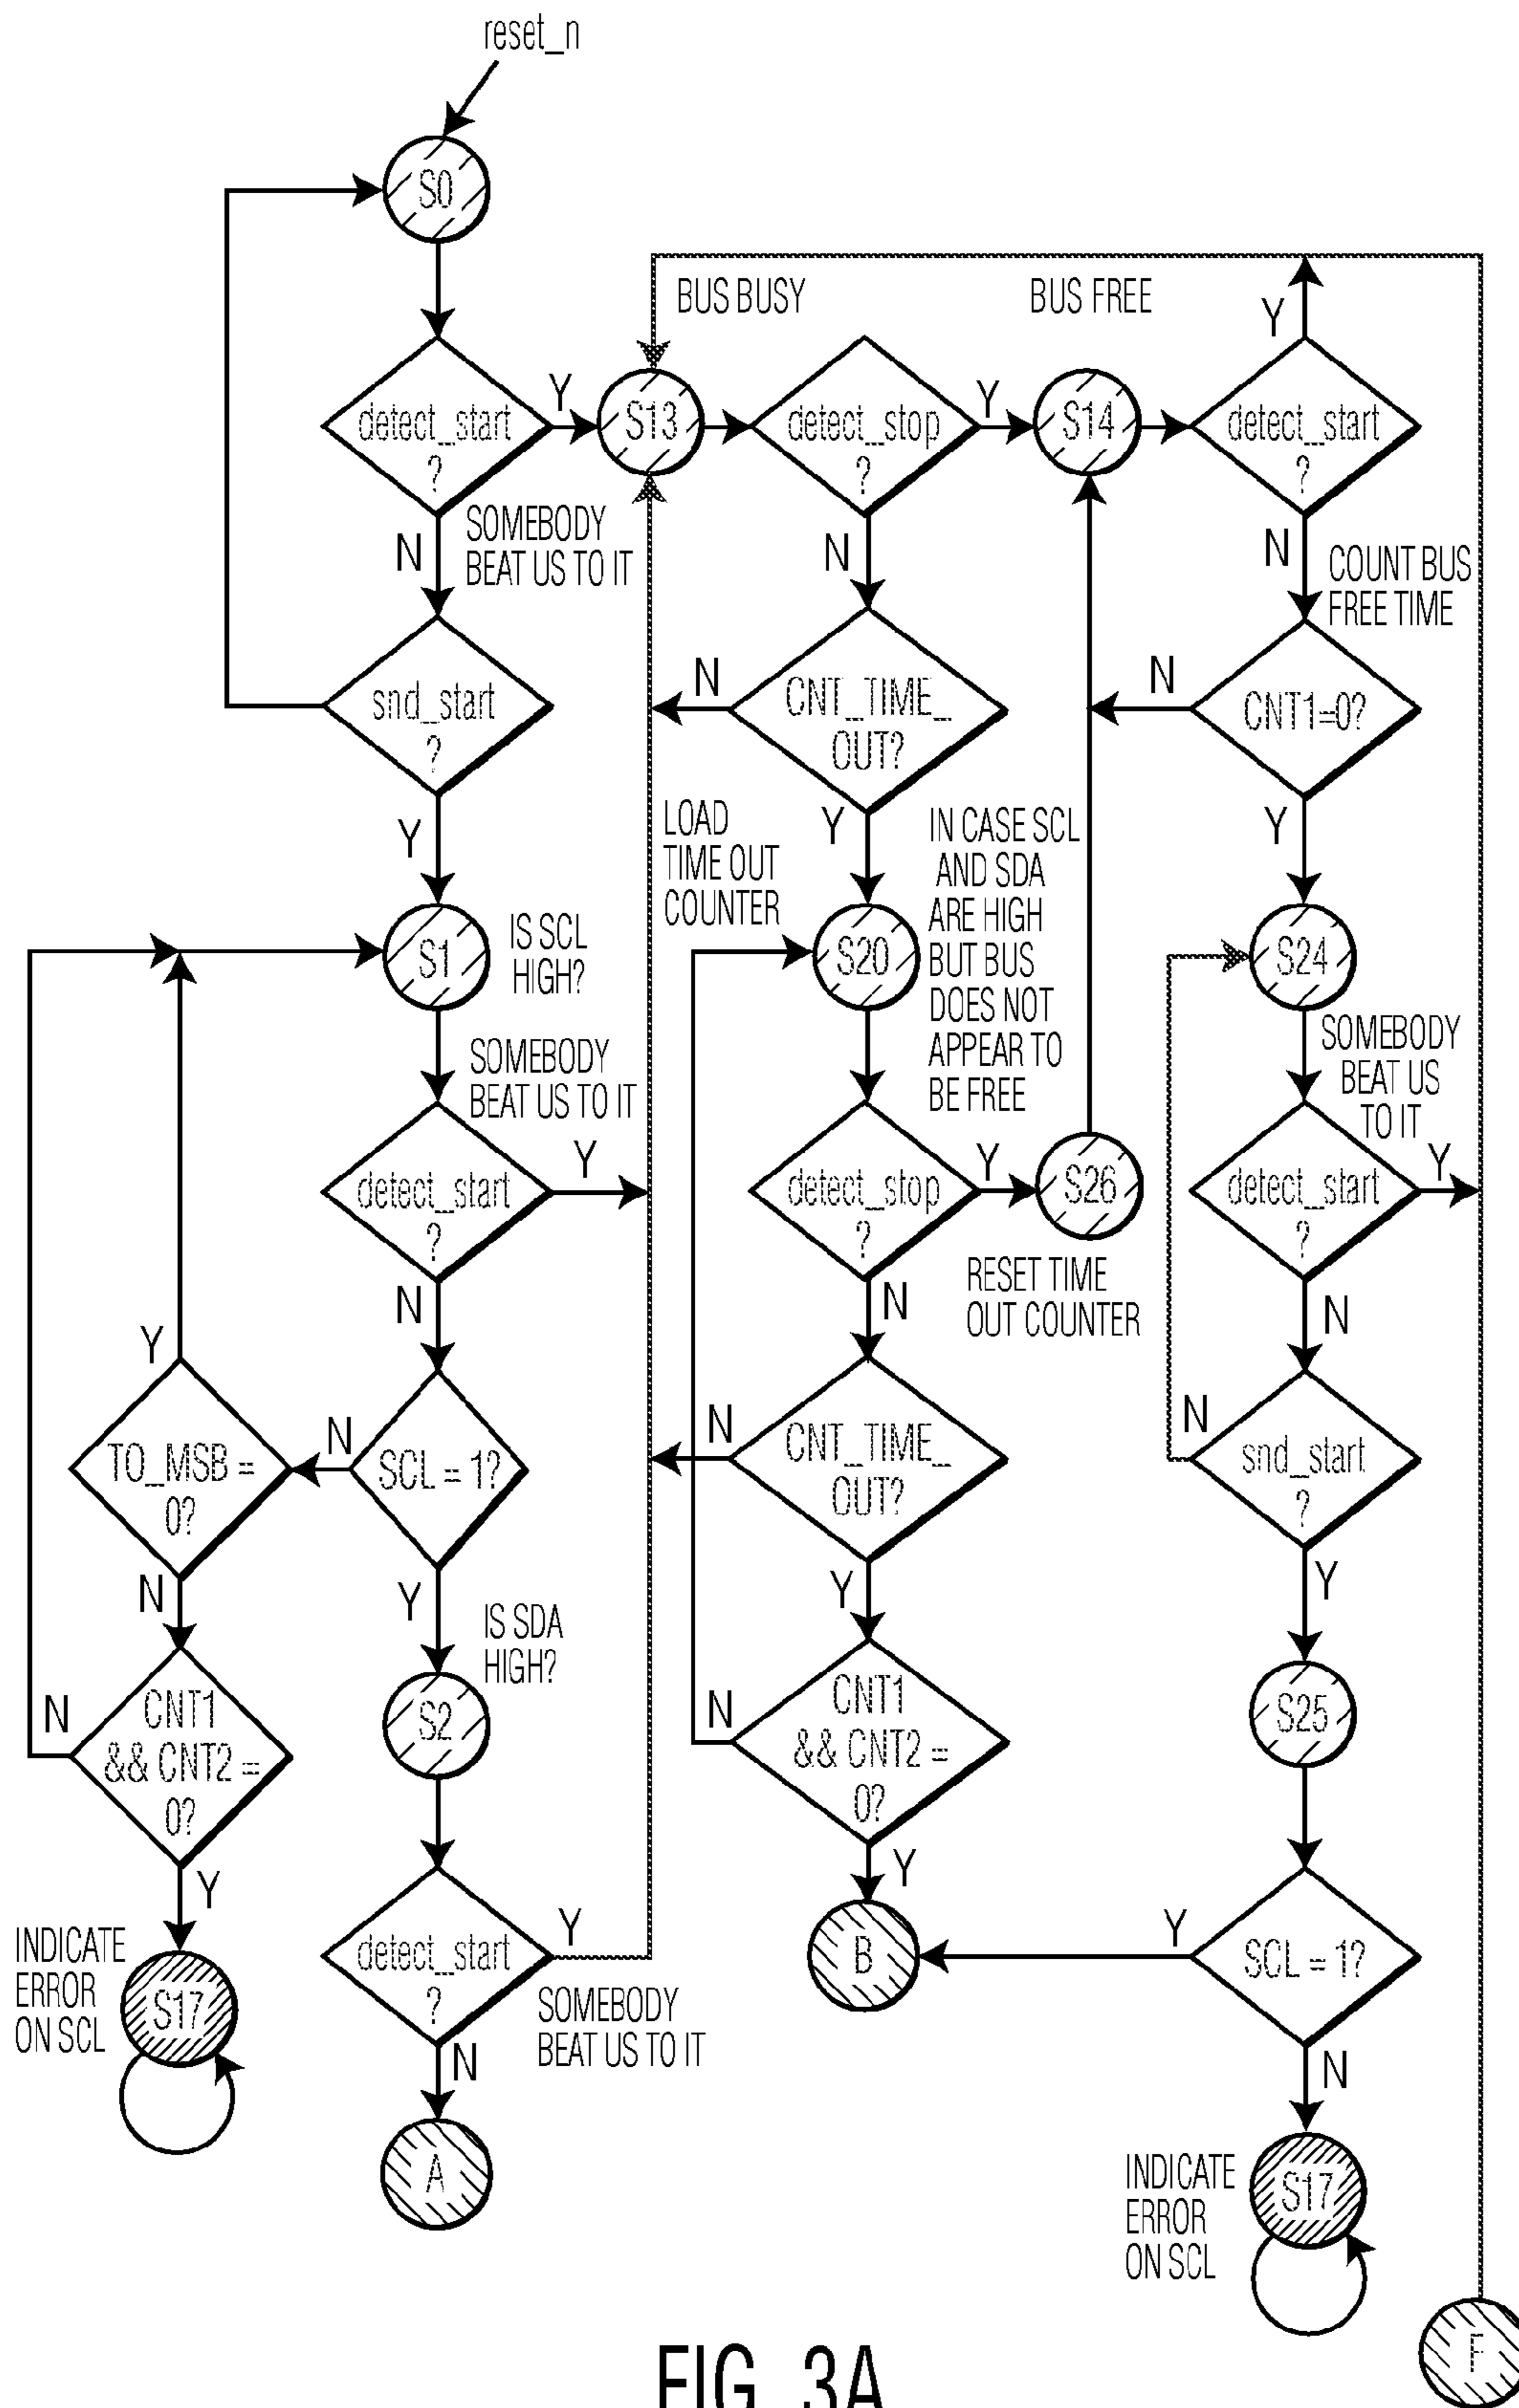 reset_n
S0
BUS BUSY
BUS FREE
Y
detect_start
?
Y
S13
detect_stop
?
Y
S14
detect_start
?
N
SOMEBODY
BEAT US TO IT
N
N
COUNT BUS
FREE TIME
snd_start
?
N
CNT_TIME_
OUT?
N
CNT1=0?
Y
LOAD
TIME OUT
COUNTER
Y
IN CASE SCL
AND SDA
ARE HIGH
BUT BUS
DOES NOT
APPEAR TO
BE FREE
Y
S1
IS SCL
HIGH?
S20
S24
SOMEBODY
BEAT US TO IT
SOMEBODY
BEAT US
TO IT
detect_start
?
Y
detect_stop
?
Y
S26
detect_start
?
Y
N
N
RESET TIME
OUT COUNTER
N
Y
TO_MSB =
0?
N
SCL = 1?
N
CNT_TIME_
OUT?
N
snd_start
?
N
Y
IS SDA
HIGH?
Y
Y
N
CNT1
&& CNT2 =
0?
S2
N
CNT1
&& CNT2 =
0?
S25
Y
Y
INDICATE
ERROR
ON SCL
S17
detect_start
?
Y
SOMEBODY
BEAT US TO IT
B
Y
SCL = 1?
N
N
A
INDICATE
ERROR
ON SCL
S17
F
FIG. 3A